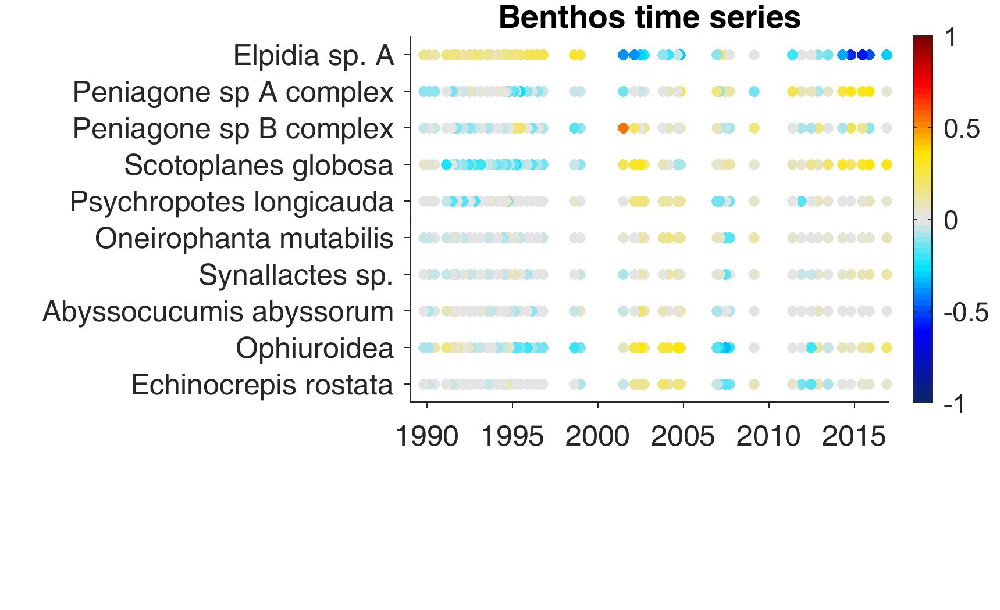 Benthos time series
Elpidia sp. A
Peniagone sp A complex
Peniagone sp B complex
Scotoplanes globosa
Psychropotes longicauda
Oneirophanta mutabilis
Synallactes sp.
Abyssocucumis abyssorum
Ophiuroidea
Echinocrepis rostata
1990 1995 2000 2005 2010 2015
1
0.5
0
-0.5
-1